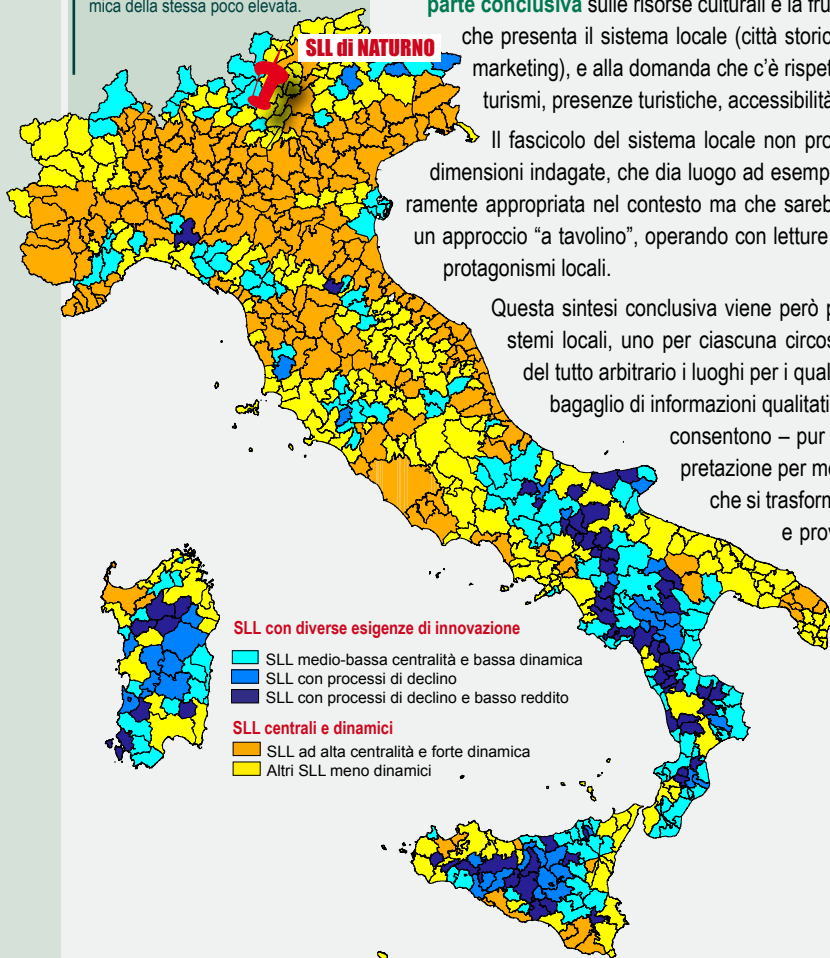 mica della stessa poco elevata.
parte conclusiva sulle risorse culturali e la fru
che presenta il sistema locale (città storic
marketing), e alla domanda che c'è rispet
turismi, presenze turistiche, accessibilità
Il fascicolo del sistema locale non pro
dimensioni indagate, che dia luogo ad esemp
ramente appropriata nel contesto ma che sareb
un approccio “a tavolino”, operando con letture
protagonismi locali.
Questa sintesi conclusiva viene però p
stemi locali, uno per ciascuna circos
del tutto arbitrario i luoghi per i qual
bagaglio di informazioni qualitati
consentono – pur
pretazione per me
che si trasform
e prov
SLL di NATURNO
SLL con diverse esigenze di innovazione
SLL medio-bassa centralità e bassa dinamica
SLL con processi di declino
SLL con processi di declino e basso reddito
SLL centrali e dinamici
SLL ad alta centralità e forte dinamica
Altri SLL meno dinamici